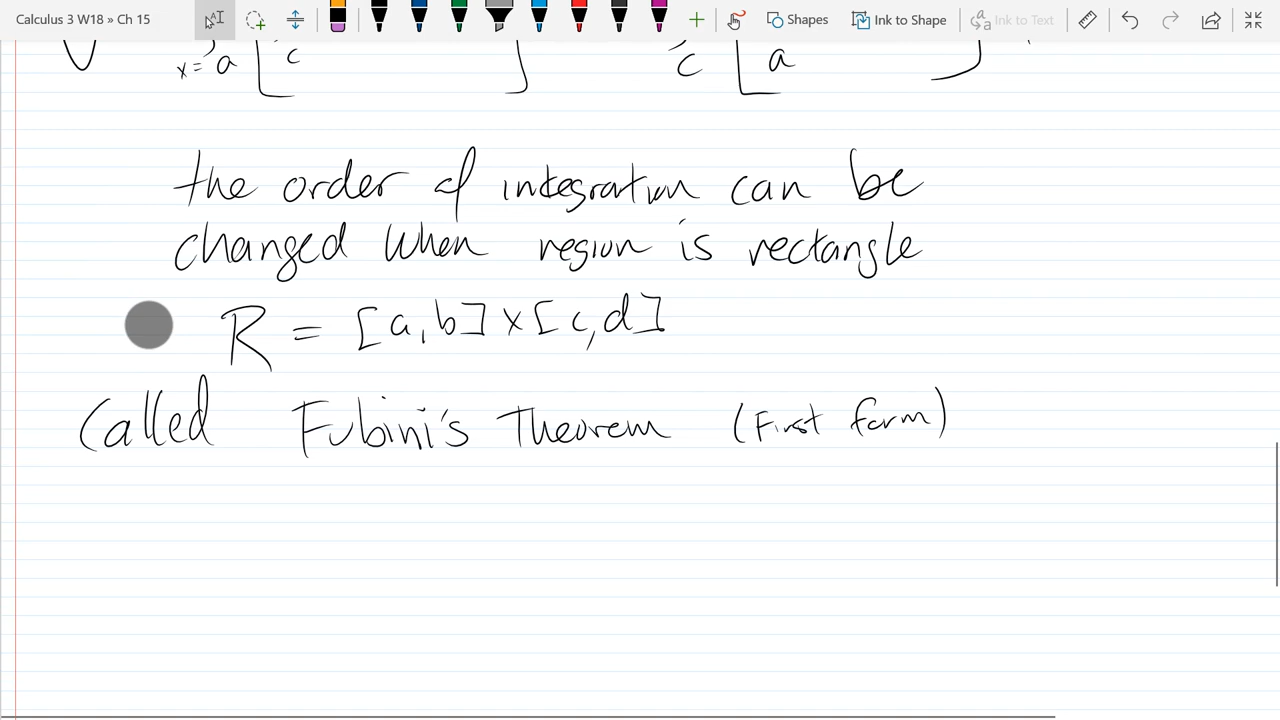 Calculus 3 W18 » Ch 15
Shapes
Ink to Shape
Ink to Text
x= a [ c ] c [ a
the order of integration can be
changed when region is rectangle
R = [a,b] x [c,d]
Called Fubini's Theorem (First form)